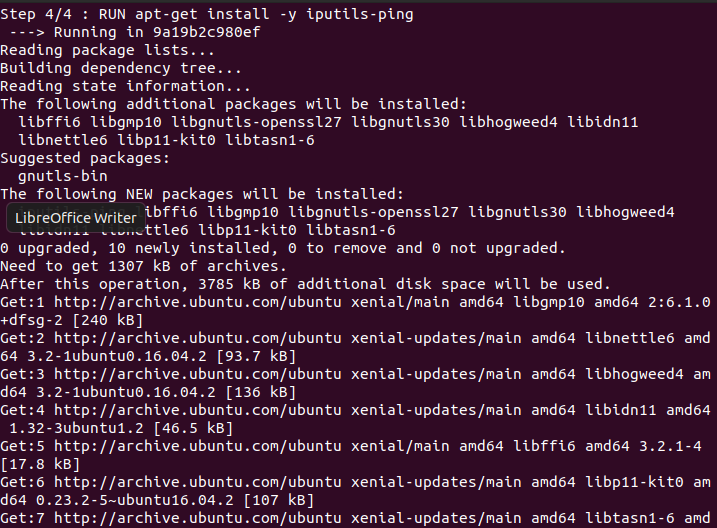 Step 4/4 : RUN apt-get install -y iputils-ping
 ---> Running in 9a19b2c980ef
Reading package lists...
Building dependency tree...
Reading state information...
The following additional packages will be installed:
  libffi6 libgmp10 libgnutls-openssl27 libgnutls30 libhogweed4 libidn11
  libnettle6 libp11-kit0 libtasn1-6
Suggested packages:
  gnutls-bin
The following NEW packages will be installed:
libffi6 libgmp10 libgnutls-openssl27 libgnutls30 libhogweed4
LibreOffice Writer
libp11-kit0 libtasn1-6
0 upgraded, 10 newly installed, 0 to remove and 0 not upgraded.
Need to get 1307 kB of archives.
After this operation, 3785 kB of additional disk space will be used.
Get:1 http://archive.ubuntu.com/ubuntu xenial/main amd64 libgmp10 amd64 2:6.1.0
+dfsg-2 [240 kB]
Get:2 http://archive.ubuntu.com/ubuntu xenial-updates/main amd64 libnettle6 amd
64 3.2-1ubuntu0.16.04.2 [93.7 kB]
Get:3 http://archive.ubuntu.com/ubuntu xenial-updates/main amd64 libhogweed4 am
d64 3.2-1ubuntu0.16.04.2 [136 kB]
Get:4 http://archive.ubuntu.com/ubuntu xenial-updates/main amd64 libidn11 amd64
 1.32-3ubuntu1.2 [46.5 kB]
Get:5 http://archive.ubuntu.com/ubuntu xenial/main amd64 libffi6 amd64 3.2.1-4
[17.8 kB]
Get:6 http://archive.ubuntu.com/ubuntu xenial-updates/main amd64 libp11-kit0 am
d64 0.23.2-5~ubuntu16.04.2 [107 kB]
Get:7 http://archive.ubuntu.com/ubuntu xenial-updates/main amd64 libtasn1-6 amd